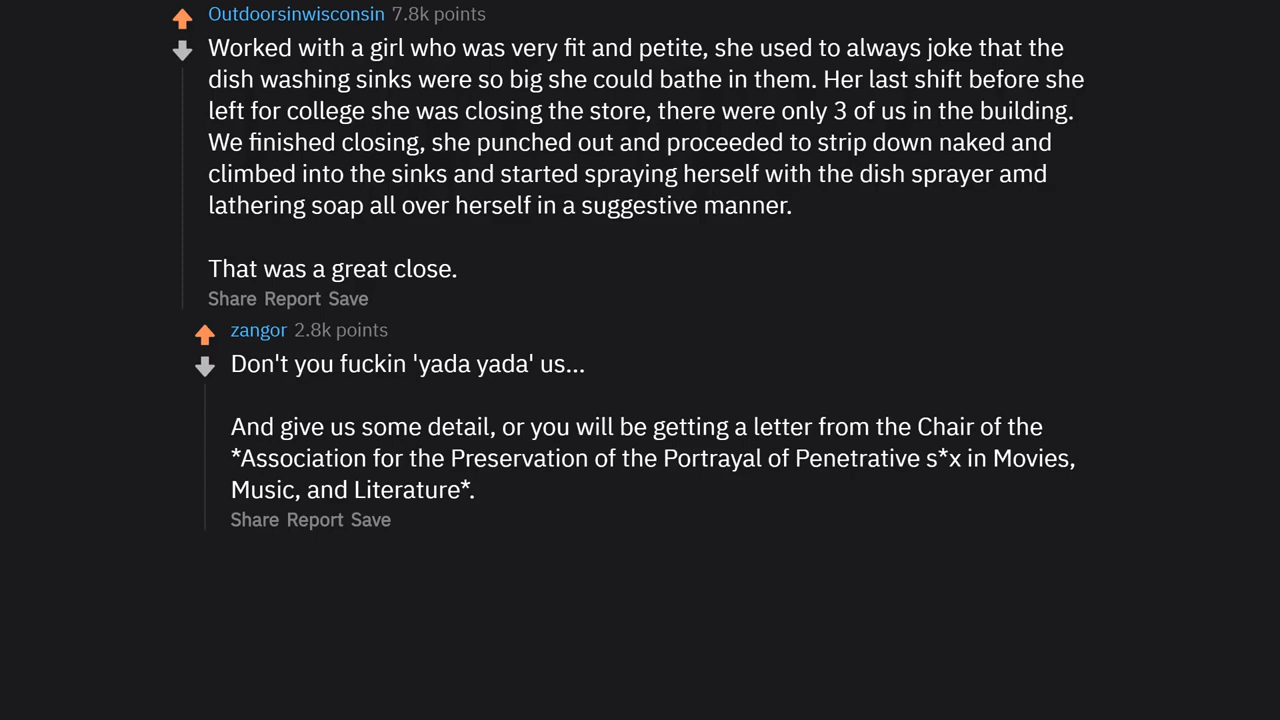 Outdoorsinwisconsin 7.8k points
Worked with a girl who was very fit and petite, she used to always joke that the
dish washing sinks were so big she could bathe in them. Her last shift before she
left for college she was closing the store, there were only 3 of us in the building.
We finished closing, she punched out and proceeded to strip down naked and
climbed into the sinks and started spraying herself with the dish sprayer amd
lathering soap all over herself in a suggestive manner.
That was a great close.
Share Report Save
zangor 2.8k points
Don't you fuckin 'yada yada' us...
And give us some detail, or you will be getting a letter from the Chair of the
*Association for the Preservation of the Portrayal of Penetrative s*x in Movies,
Music, and Literature*.
Share Report Save